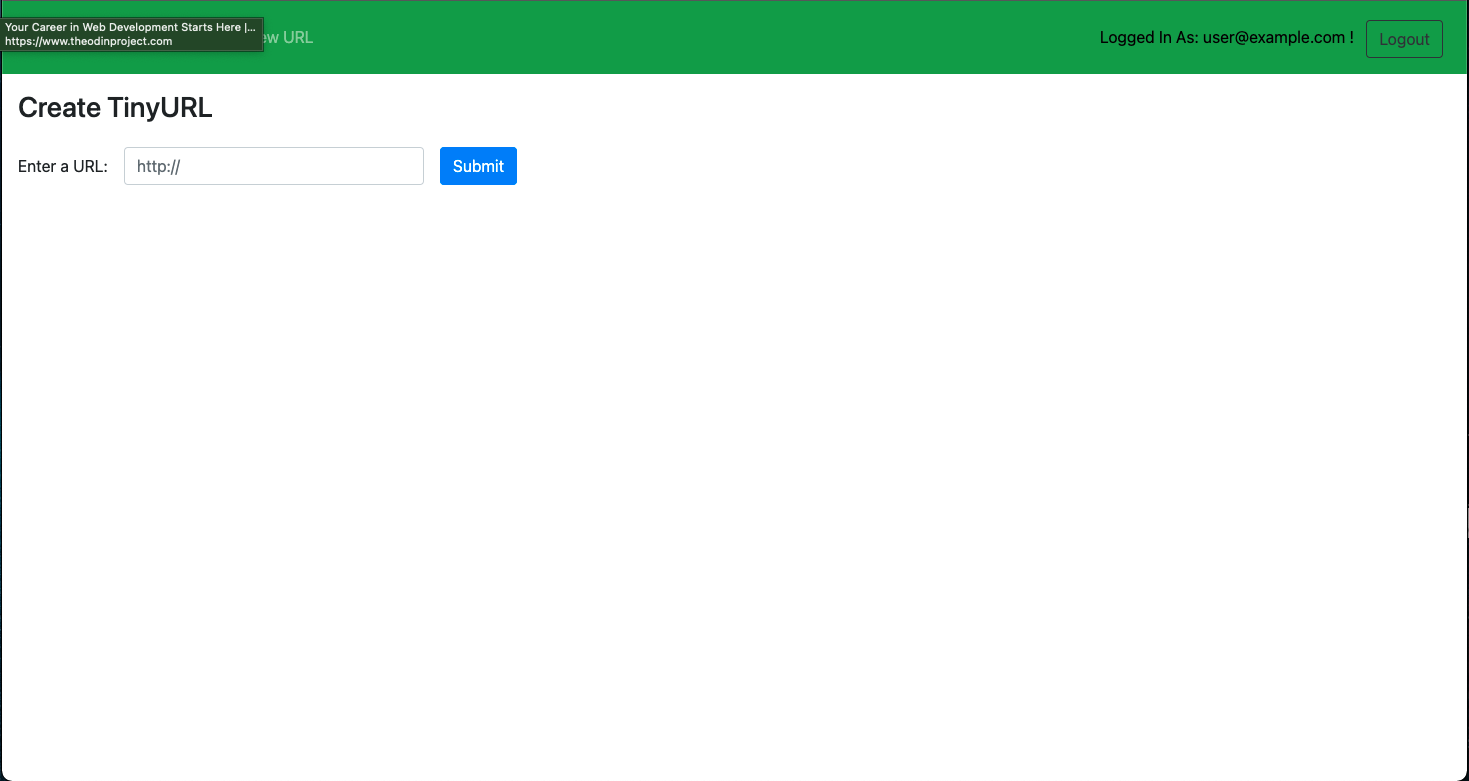 Your Career in Web Development Starts Here |...
https://www.theodinproject.com
URL
Logged In As: user@example.com !
Logout
Create TinyURL
Enter a URL:
http://
Submit